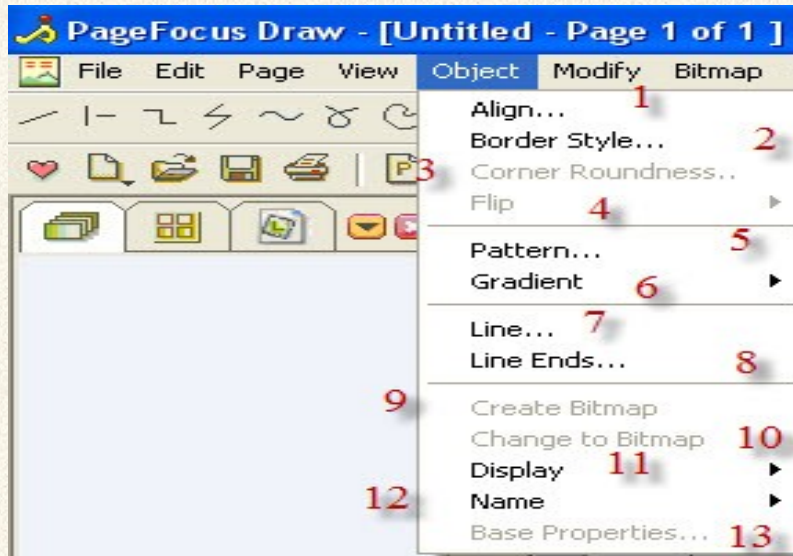 PageFocus Draw - [Untitled - Page 1 of 1 ]
File Edit Page View Object Modify Bitmap
1
Align...
Border Style... 2
3 Corner Roundness..
Flip 4
5
Pattern...
Gradient 6
Line... 7
Line Ends... 8
9 Create Bitmap
Change to Bitmap 10
Display 11
12 Name
Base Properties... 13
P